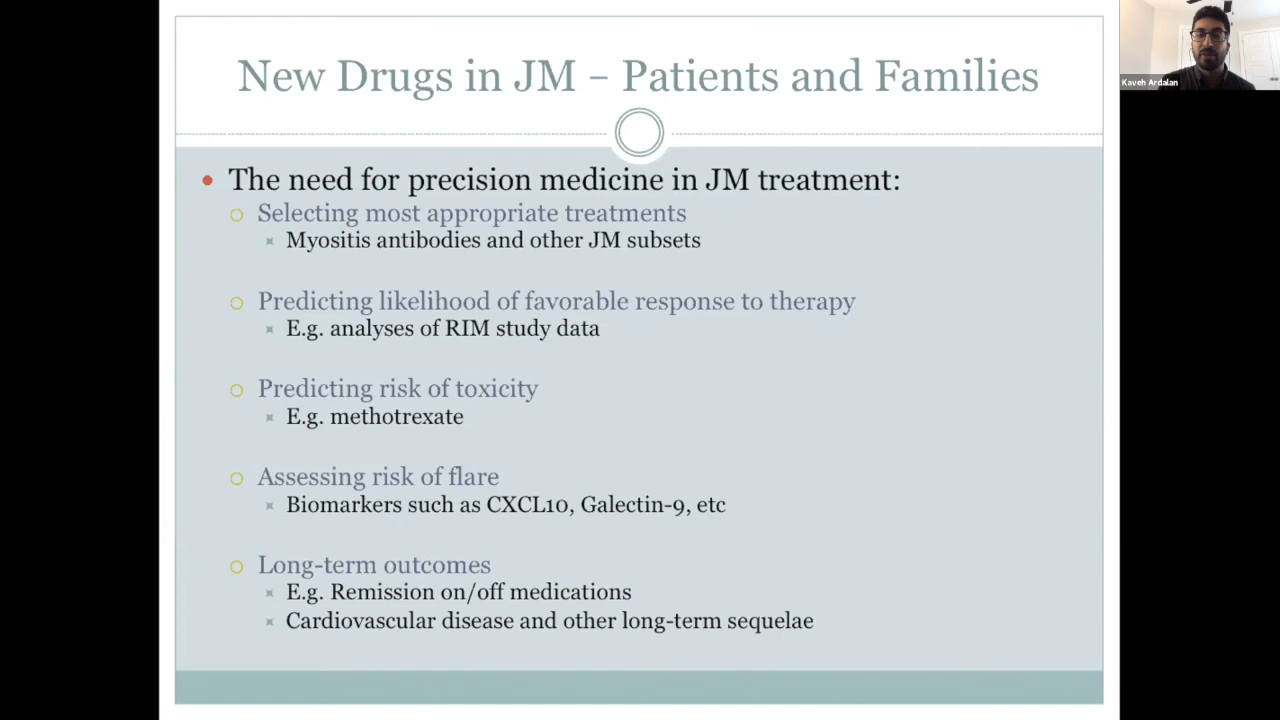 New Drugs in JM – Patients and Families
Kaveh Ardalan
The need for precision medicine in JM treatment:
Selecting most appropriate treatments
Myositis antibodies and other JM subsets
Predicting likelihood of favorable response to therapy
E.g. analyses of RIM study data
Predicting risk of toxicity
E.g. methotrexate
Assessing risk of flare
Biomarkers such as CXCL10, Galectin-9, etc
Long-term outcomes
E.g. Remission on/off medications
Cardiovascular disease and other long-term sequelae